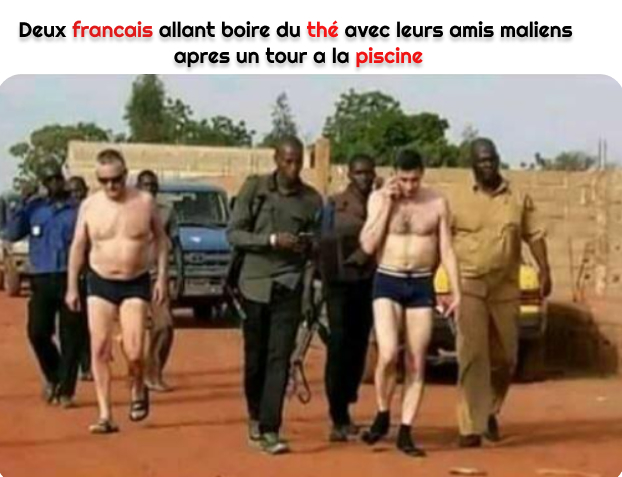 Deux francais allant boire du thé avec leurs amis maliens
apres un tour a la piscine